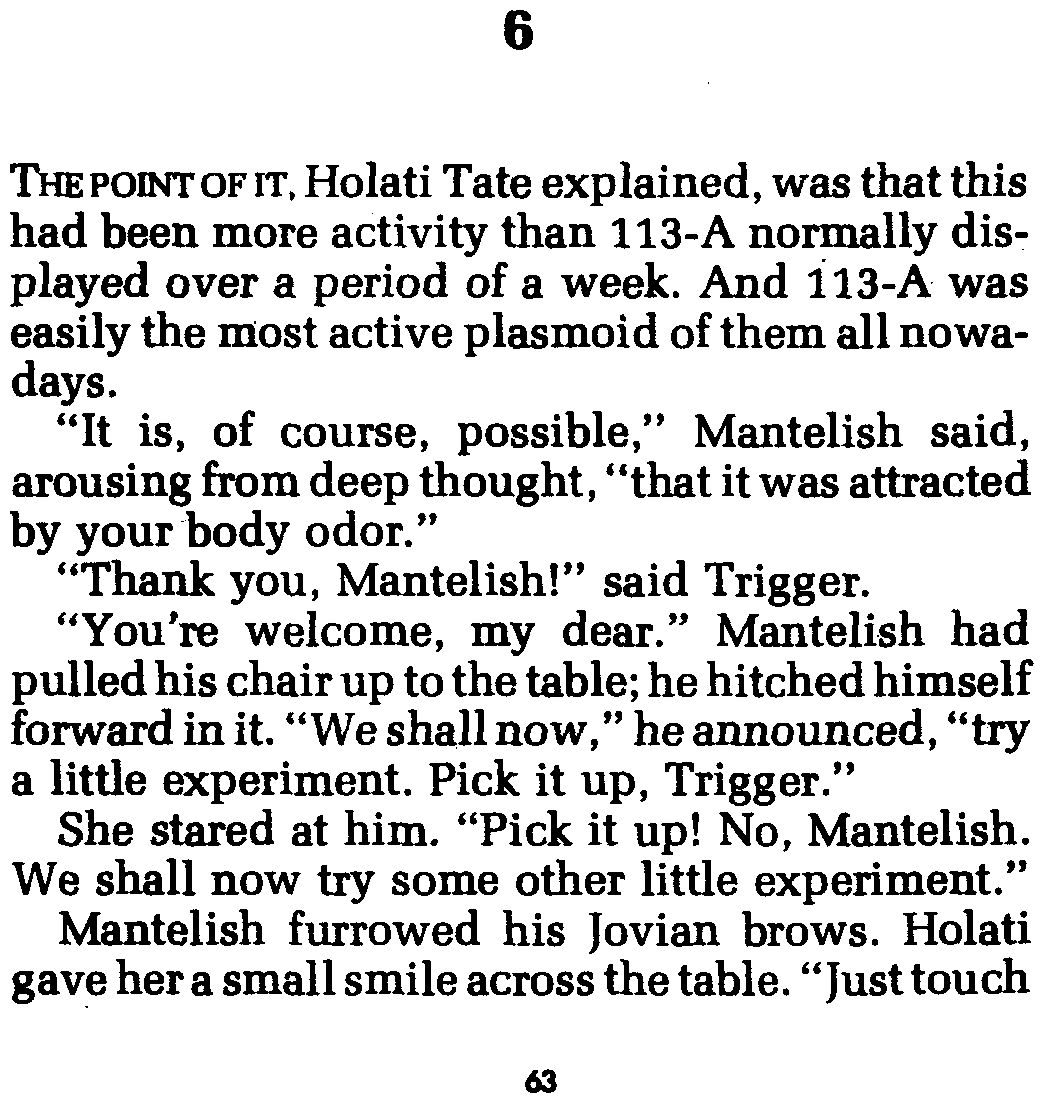 6
THE POINT OF IT, Holati Tate explained, was that this
had been more activity than 113-A normally dis-
played over a period of a week. And 113-A was
easily the most active plasmoid of them all nowa-
days.
“It is, of course, possible,” Mantelish said,
arousing from deep thought, “that it was attracted
by your body odor.”
“Thank you, Mantelish!” said Trigger.
“You're welcome, my dear.” Mantelish had
pulled his chair up to the table; he hitched himself
forward in it. “We shall now,” he announced, “try
a little experiment. Pick it up, Trigger.”
She stared at him. “Pick it up! No, Mantelish.
We shall now try some other little experiment.”
Mantelish furrowed his Jovian brows. Holati
gave her a small smile across the table. “Just touch
63